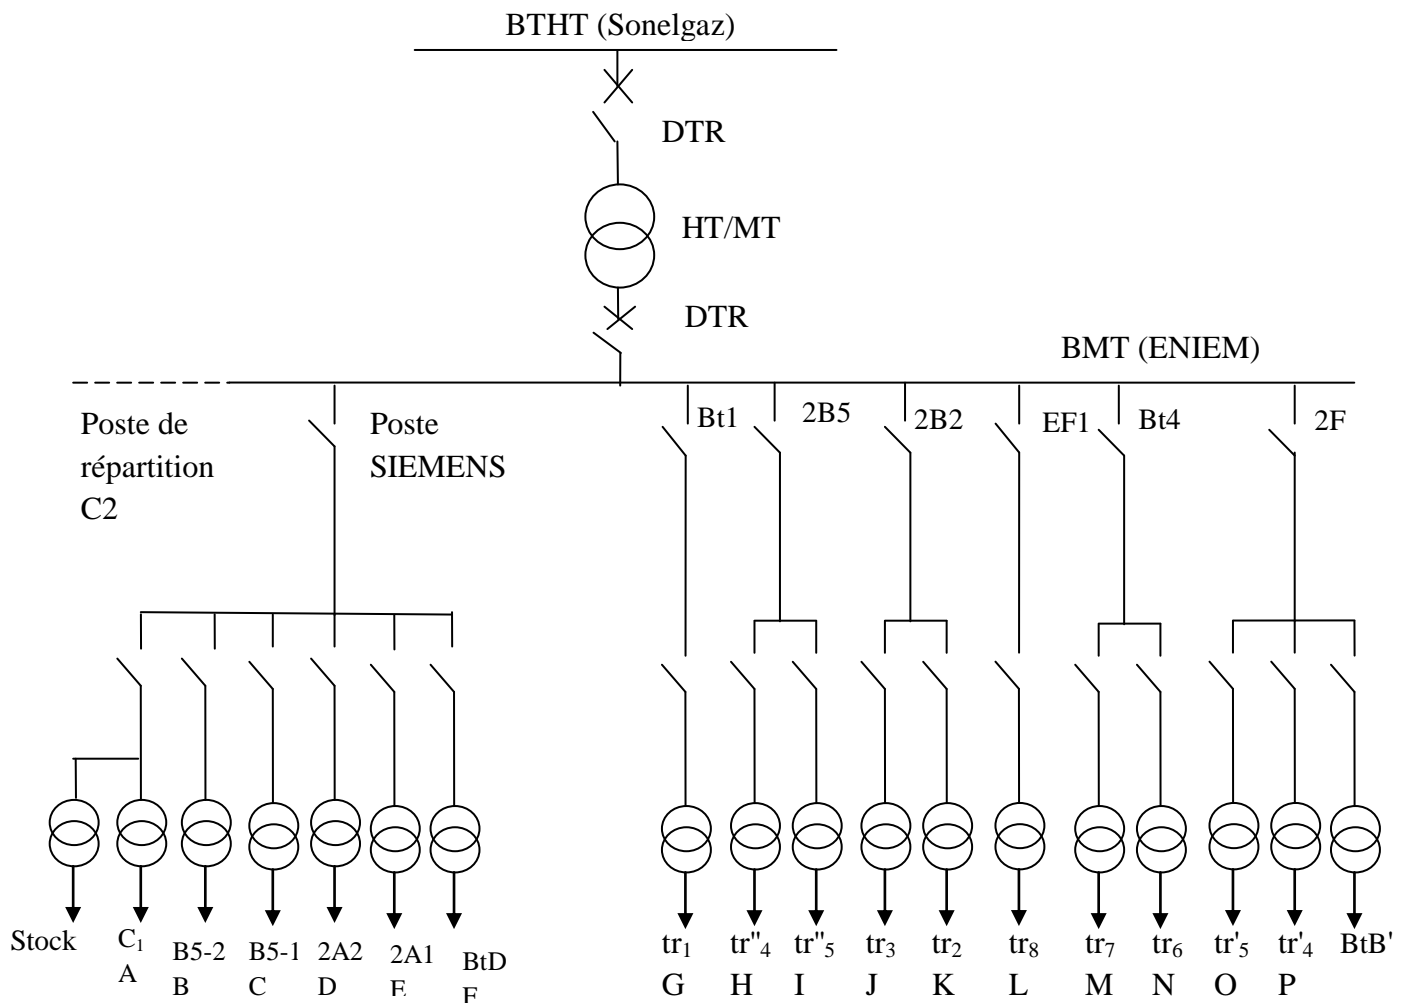 BTHT (Sonelgaz)
DTR
HT/MT
DTR
BMT (ENIEM)
Poste de
répartition
C2
Poste
SIEMENS
Bt1
2B5
2B2
EF1
Bt4
2F
Stock
C₁
A
B5-2
B
B5-1
C
2A2
D
2A1
E
BtD
F
tr₁
G
tr"₄
H
tr"₅
I
tr₃
J
tr₂
K
tr₈
L
tr₇
M
tr₆
N
tr'₅
O
tr'₄
P
BtB'